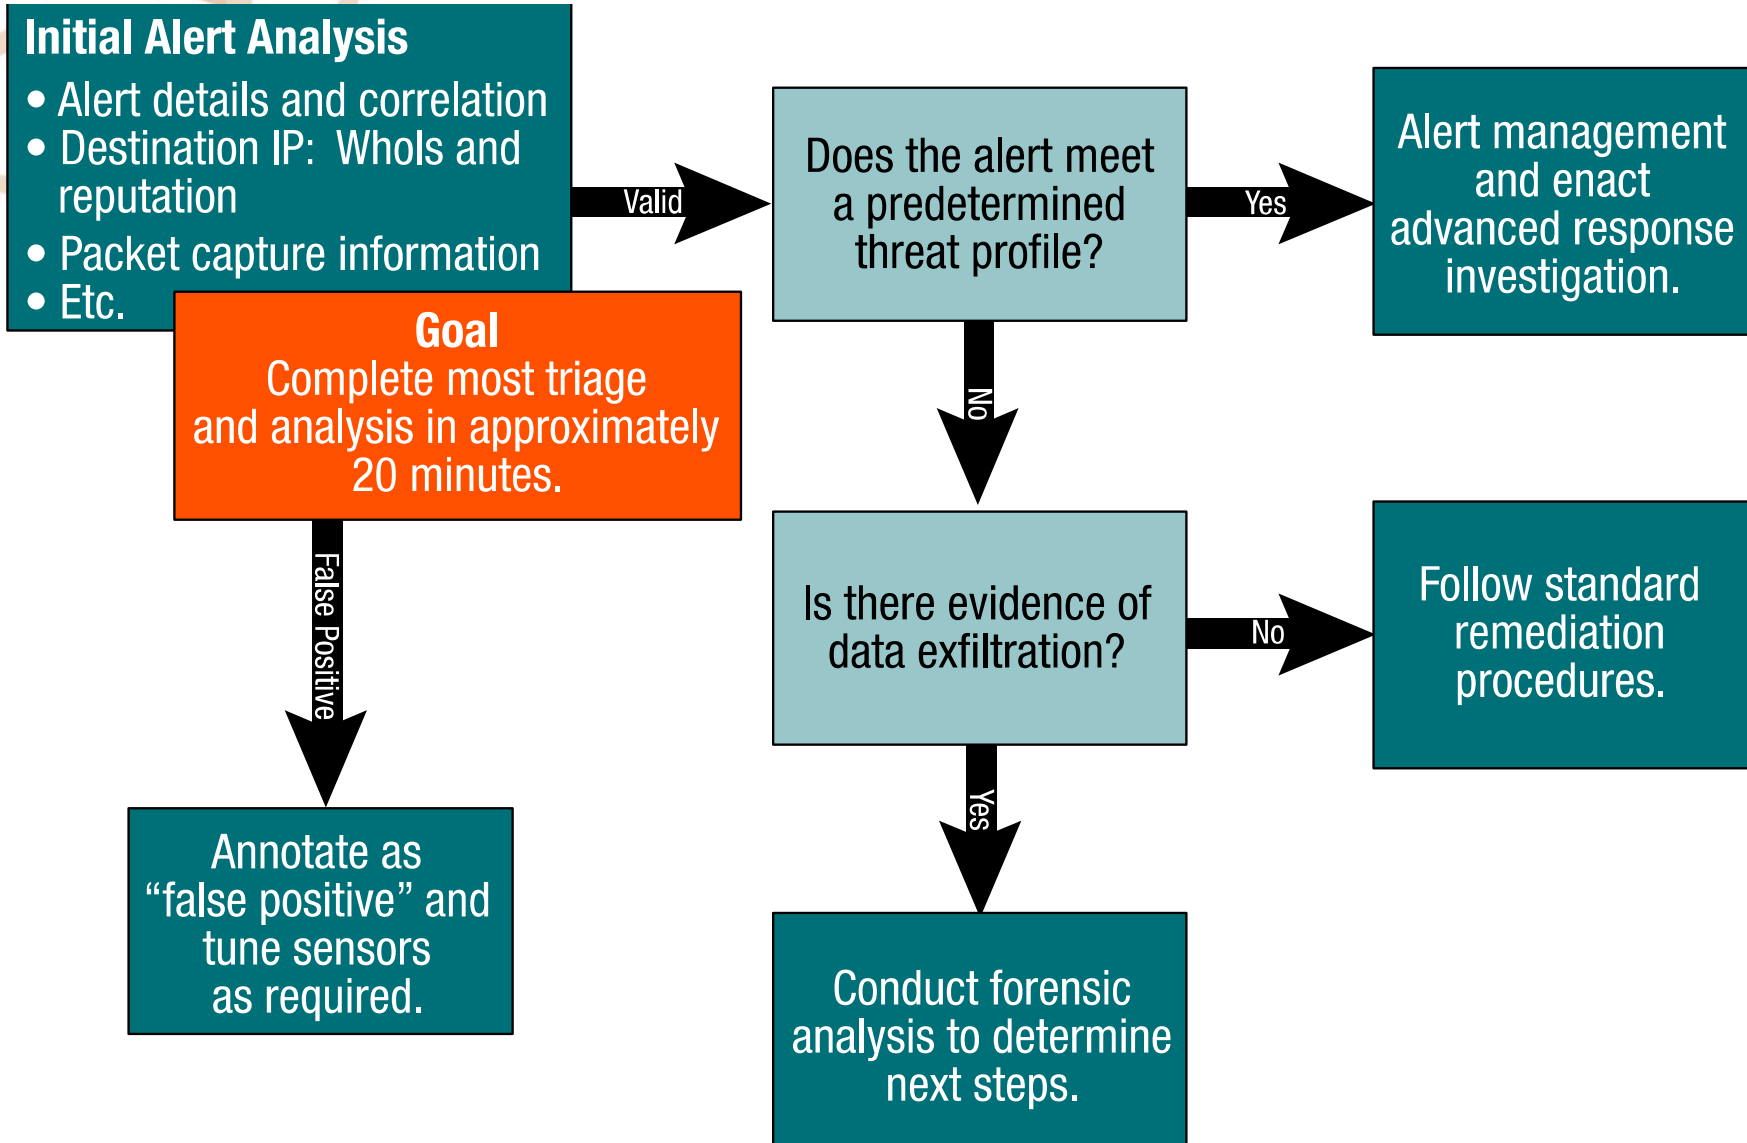 Initial Alert Analysis
• Alert details and correlation
• Destination IP: WhoIs and
reputation
• Packet capture information
• Etc.
Goal
Complete most triage
and analysis in approximately
20 minutes.
False Positive
Annotate as
“false positive” and
tune sensors
as required.
Valid
Does the alert meet
a predetermined
threat profile?
Yes
Alert management
and enact
advanced response
investigation.
No
Is there evidence of
data exfiltration?
No
Follow standard
remediation
procedures.
Yes
Conduct forensic
analysis to determine
next steps.